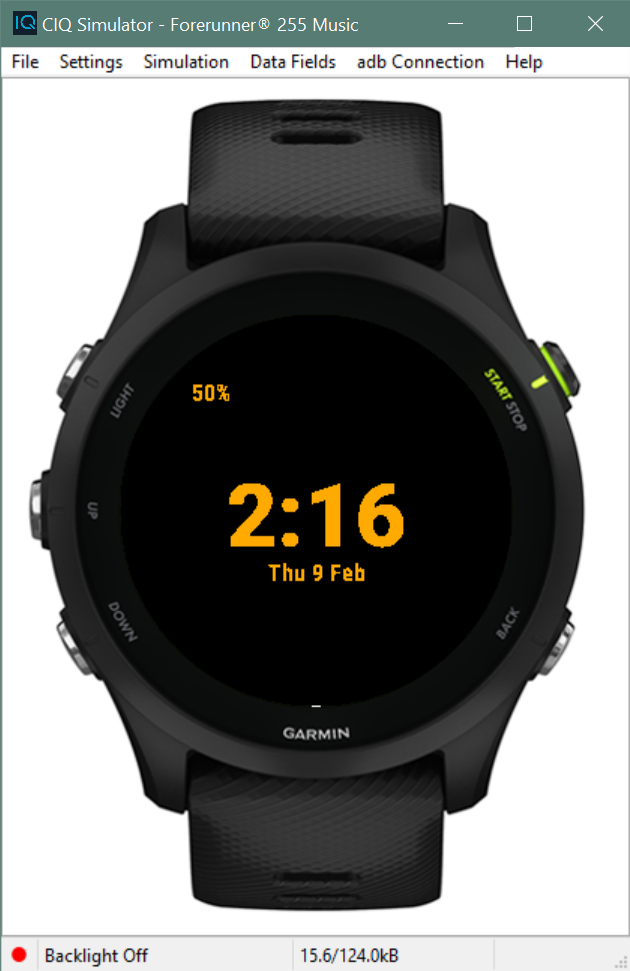 IQ CIQ Simulator - Forerunner® 255 Music
File Settings Simulation Data Fields adb Connection Help
LIGHT
START STOP
50%
UP
2:16
Thu 9 Feb
DOWN
BACK
GARMIN
Backlight Off 15.6/124.0kB